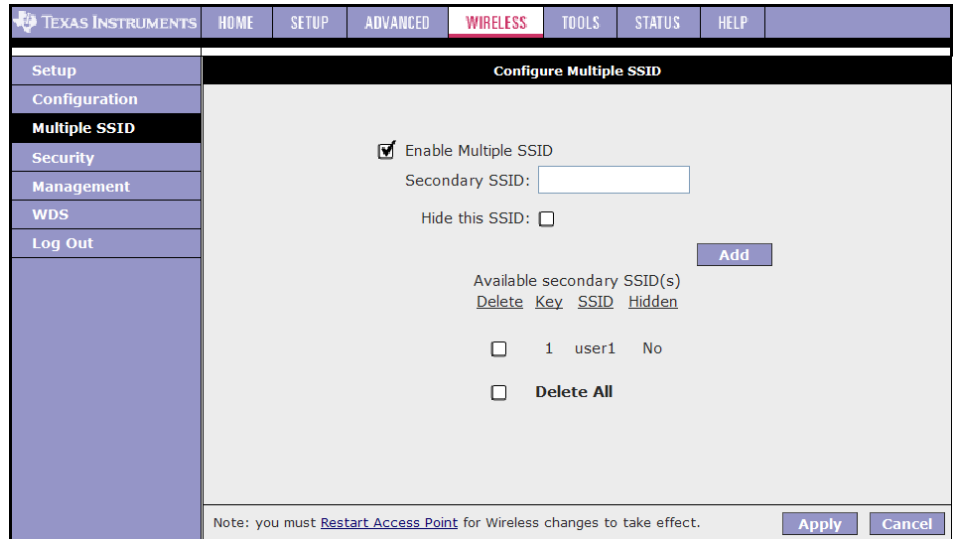 TEXAS INSTRUMENTS HOME SETUP ADVANCED WIRELESS TOOLS STATUS HELP
Setup
Configuration
Multiple SSID
Security
Management
WDS
Log Out
Configure Multiple SSID
Enable Multiple SSID
Secondary SSID:
Hide this SSID:
Add
Available secondary SSID(s)
Delete Key SSID Hidden
1 user1 No
Delete All
Note: you must Restart Access Point for Wireless changes to take effect. Apply Cancel